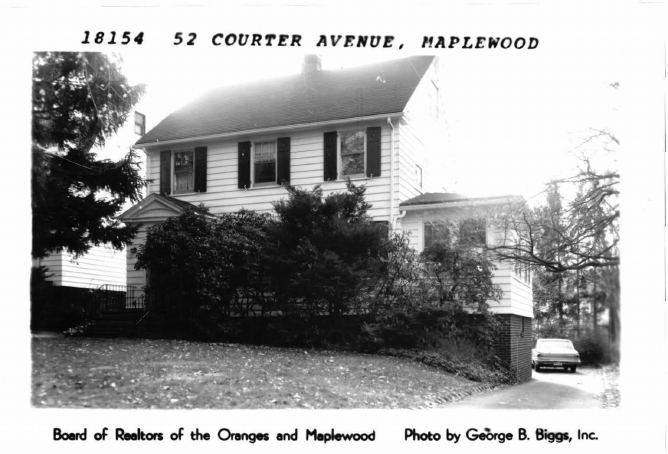 18154 52 COURTER AVENUE, MAPLEWOOD
Board of Realtors of the Oranges and Maplewood Photo by George B. Biggs, Inc.